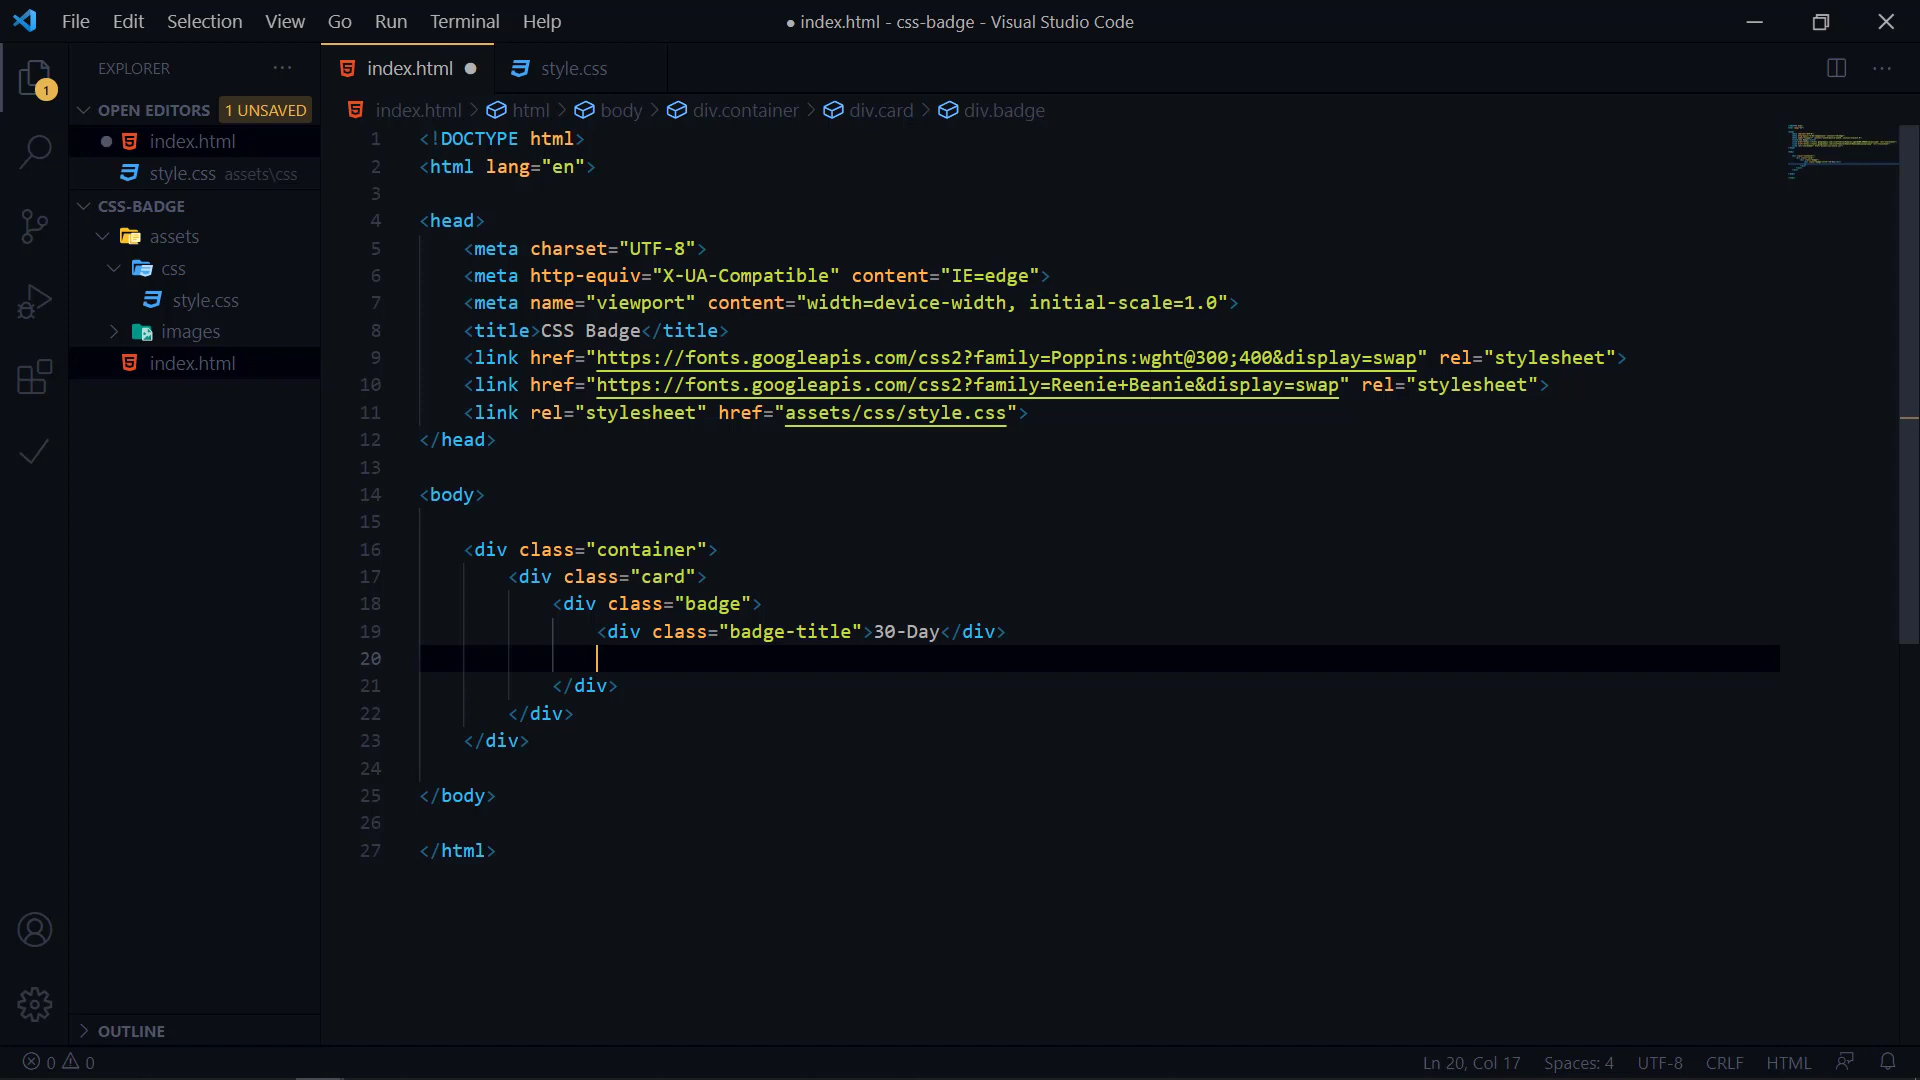 File Edit Selection View Go Run Terminal Help
● index.html - css-badge - Visual Studio Code
EXPLORER
1
OPEN EDITORS 1 UNSAVED
index.html
style.css assets\css
CSS-BADGE
assets
css
style.css
images
index.html
OUTLINE
index.html
style.css
index.html > html > body > div.container > div.card > div.badge
1 <!DOCTYPE html>
2 <html lang="en">
3
4 <head>
5 <meta charset="UTF-8">
6 <meta http-equiv="X-UA-Compatible" content="IE=edge">
7 <meta name="viewport" content="width=device-width, initial-scale=1.0">
8 <title>CSS Badge</title>
9 <link href="https://fonts.googleapis.com/css2?family=Poppins:wght@300;400&display=swap" rel="stylesheet">
10 <link href="https://fonts.googleapis.com/css2?family=Reenie+Beanie&display=swap" rel="stylesheet">
11 <link rel="stylesheet" href="assets/css/style.css">
12 </head>
13
14 <body>
15
16 <div class="container">
17 <div class="card">
18 <div class="badge">
19 <div class="badge-title">30-Day</div>
20
21 </div>
22 </div>
23 </div>
24
25 </body>
26
27 </html>
0 0
Ln 20, Col 17 Spaces: 4 UTF-8 CRLF HTML